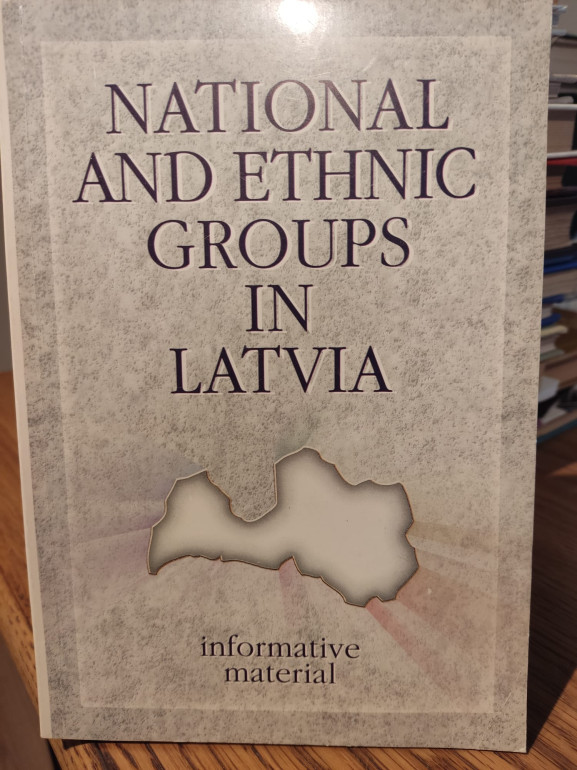 NATIONAL
AND ETHNIC
GROUPS
IN
LATVIA
informative
material